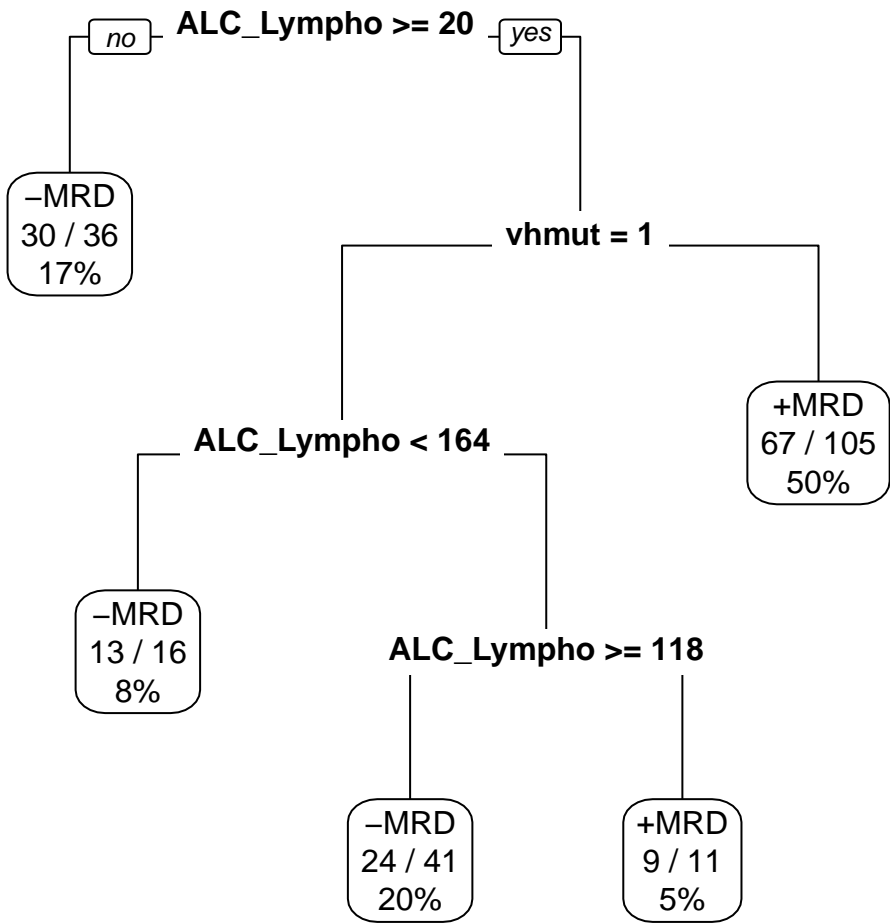 ALC_Lympho >= 20
no
yes
–MRD
30 / 36
17%
vhmut = 1
+MRD
67 / 105
50%
ALC_Lympho < 164
–MRD
13 / 16
8%
ALC_Lympho >= 118
–MRD
24 / 41
20%
+MRD
9 / 11
5%